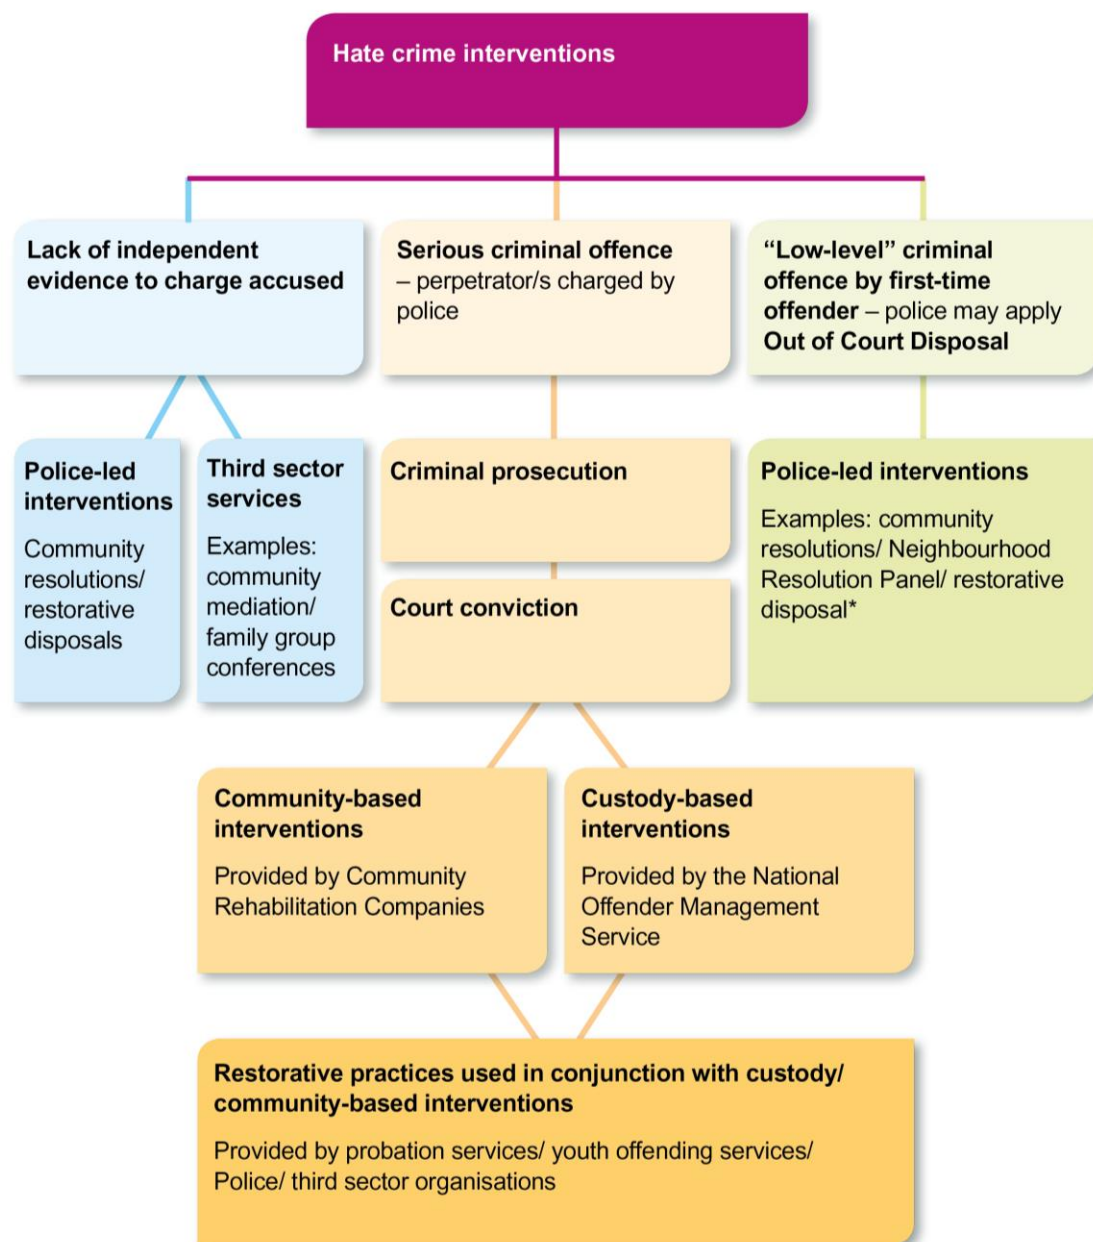 Hate crime interventions
Lack of independent
evidence to charge accused
Serious criminal offence
– perpetrator/s charged by
police
“Low-level” criminal
offence by first-time
offender – police may apply
Out of Court Disposal
Police-led
interventions
Community
resolutions/
restorative
disposals
Third sector
services
Examples:
community
mediation/
family group
conferences
Criminal prosecution
Court conviction
Police-led interventions
Examples: community
resolutions/ Neighbourhood
Resolution Panel/ restorative
disposal*
Community-based
interventions
Provided by Community
Rehabilitation Companies
Custody-based
interventions
Provided by the National
Offender Management
Service
Restorative practices used in conjunction with custody/
community-based interventions
Provided by probation services/ youth offending services/
Police/ third sector organisations